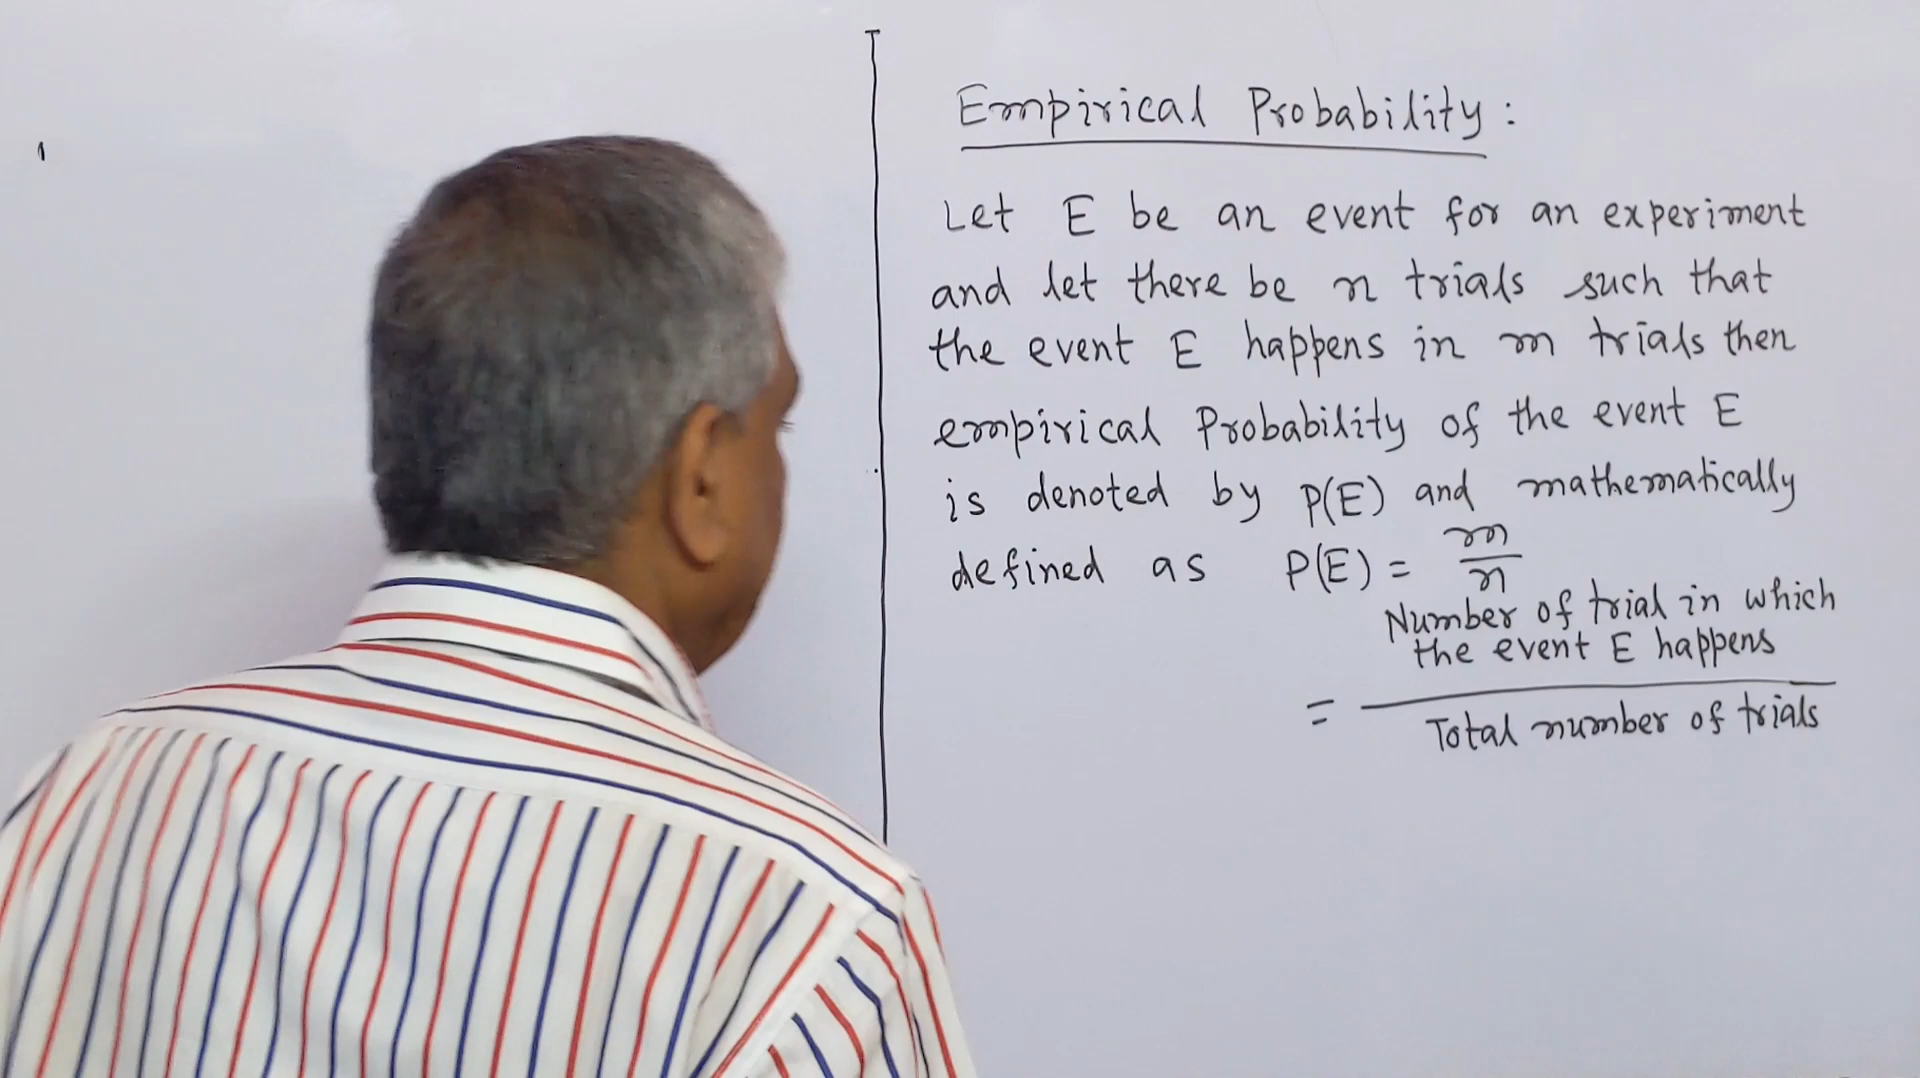 Empirical Probability:
Let E be an event for an experiment
and let there be n trials such that
the event E happens in m trials then
empirical Probability of the event E
is denoted by P(E) and mathematically
defined as P(E) = m/n
= Number of trial in which
the event E happens
Total number of trials